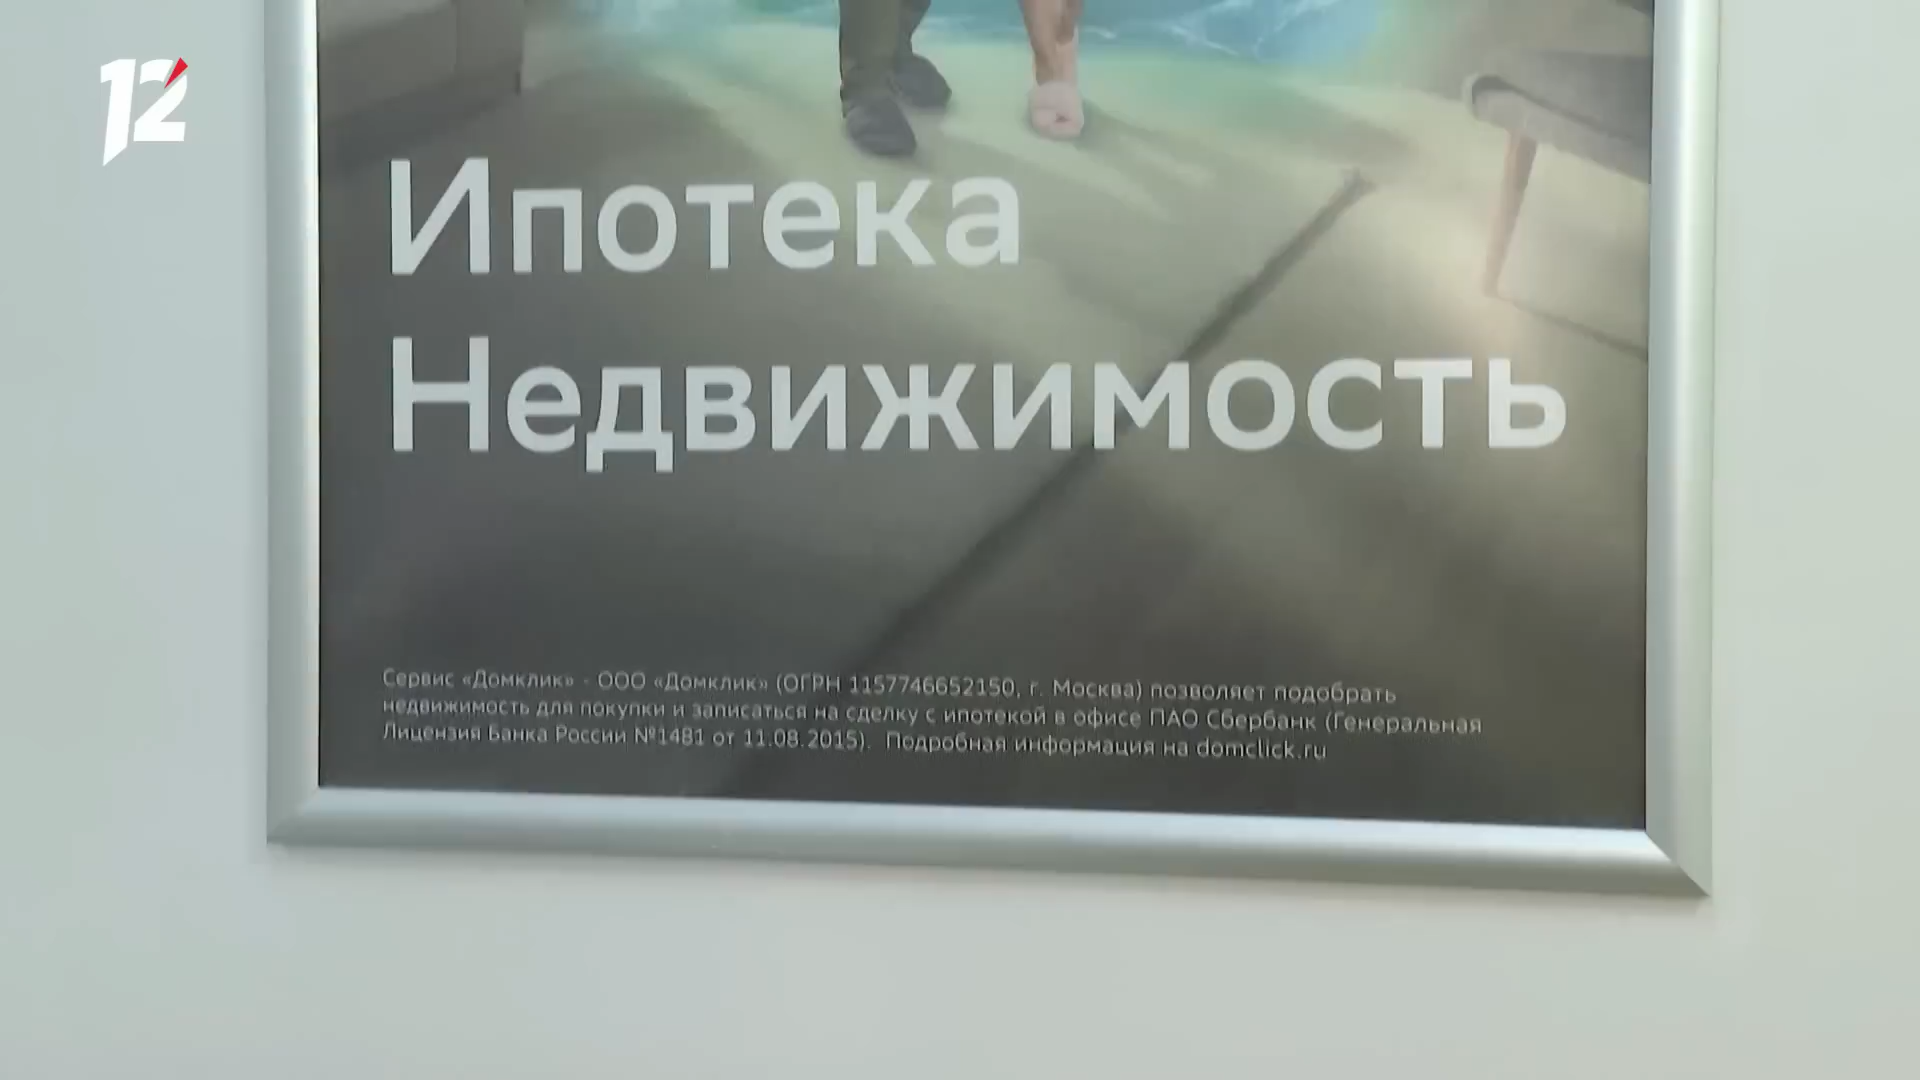 12
Ипотека
Недвижимость
Сервис «Домклик» - ООО «Домклик» (ОГРН 1157746652150, г. Москва) позволяет подобрать
недвижимость для покупки и записаться на сделку с ипотекой в офисе ПАО Сбербанк (Генеральная
Лицензия Банка России №1481 от 11.08.2015). Подробная информация на domclick.ru